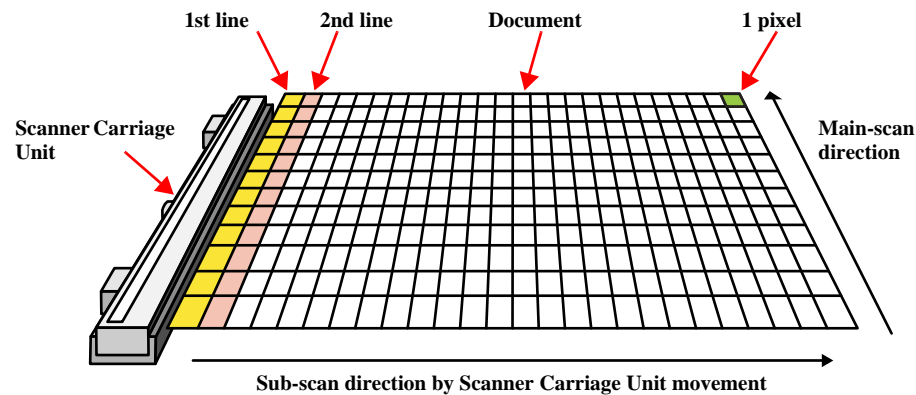 1st line
2nd line
Document
1 pixel
Scanner Carriage
Unit
Main-scan
direction
Sub-scan direction by Scanner Carriage Unit movement